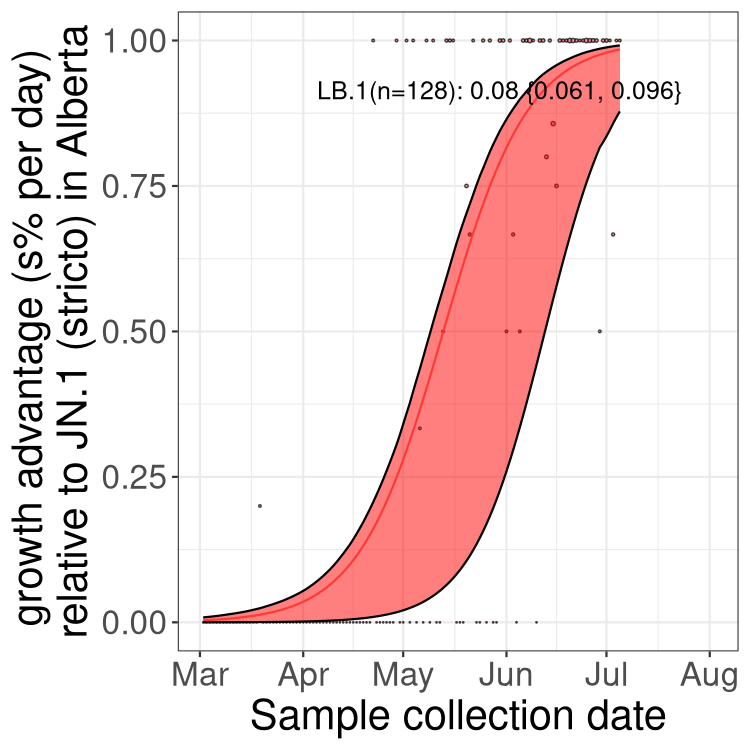 growth advantage (s% per day)
relative to JN.1 (stricto) in Alberta
1.00
0.75
0.50
0.25
0.00
LB.1(n=128): 0.08 {0.061, 0.096}
Mar Apr May Jun Jul Aug
Sample collection date